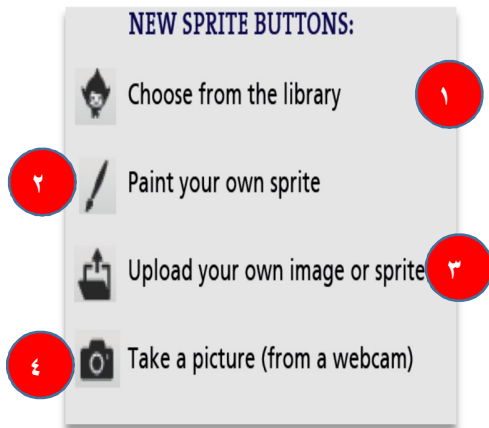 NEW SPRITE BUTTONS:
Choose from the library ١
٢ Paint your own sprite
Upload your own image or sprite ٣
٤ Take a picture (from a webcam)